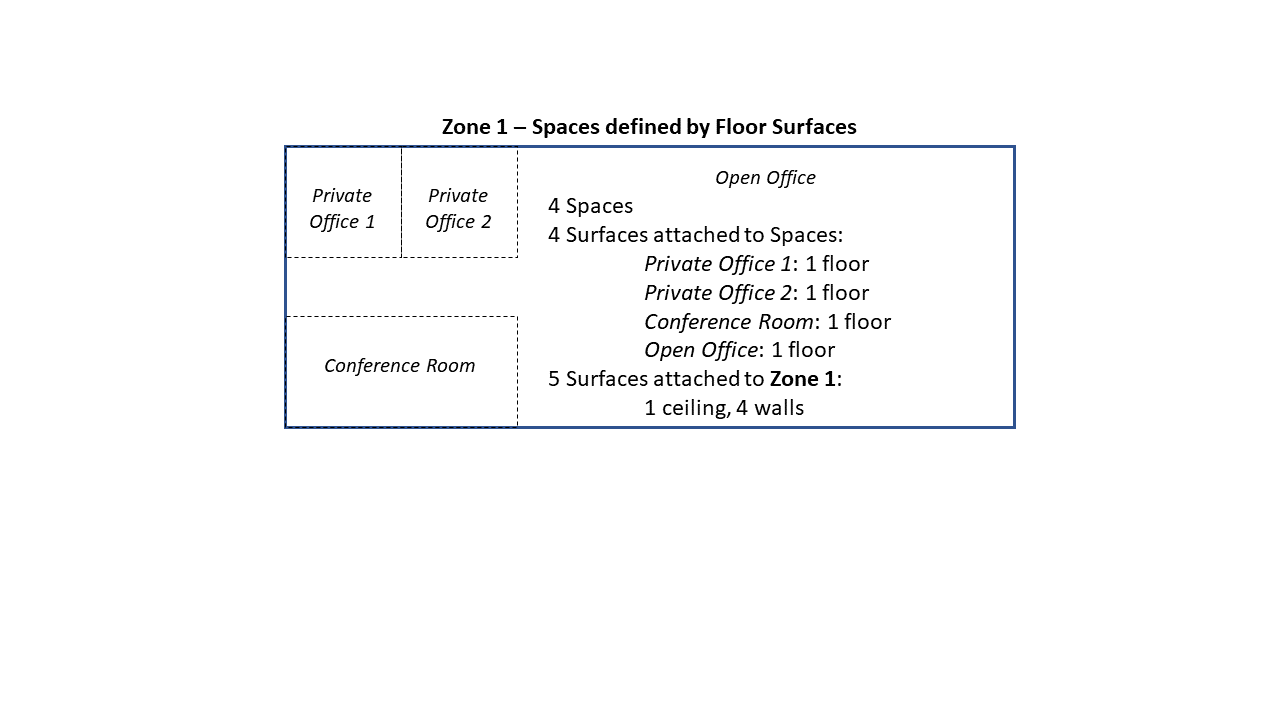 Zone 1 – Spaces defined by Floor Surfaces
Private
Office 1
Private
Office 2
Conference Room
Open Office
4 Spaces
4 Surfaces attached to Spaces:
Private Office 1: 1 floor
Private Office 2: 1 floor
Conference Room: 1 floor
Open Office: 1 floor
5 Surfaces attached to Zone 1:
1 ceiling, 4 walls